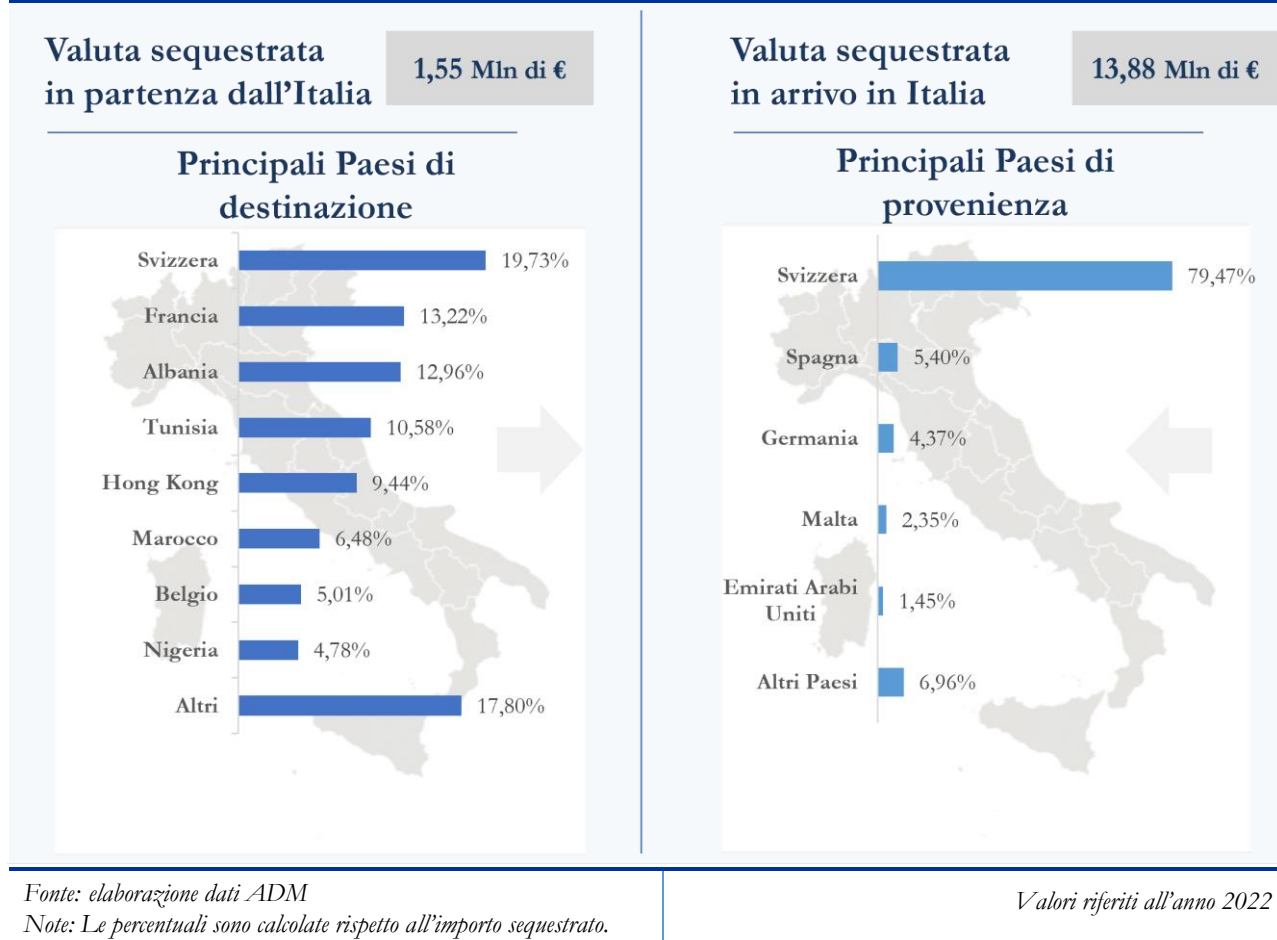 Valuta sequestrata
in partenza dall'Italia
1,55 Mln di €
Principali Paesi di
destinazione
Svizzera 19,73%
Francia 13,22%
Albania 12,96%
Tunisia 10,58%
Hong Kong 9,44%
Marocco 6,48%
Belgio 5,01%
Nigeria 4,78%
Altri 17,80%
Valuta sequestrata
in arrivo in Italia
13,88 Mln di €
Principali Paesi di
provenienza
Svizzera 79,47%
Spagna 5,40%
Germania 4,37%
Malta 2,35%
Emirati Arabi
Uniti 1,45%
Altri Paesi 6,96%
Fonte: elaborazione dati ADM
Note: Le percentuali sono calcolate rispetto all'importo sequestrato.
Valori riferiti all'anno 2022